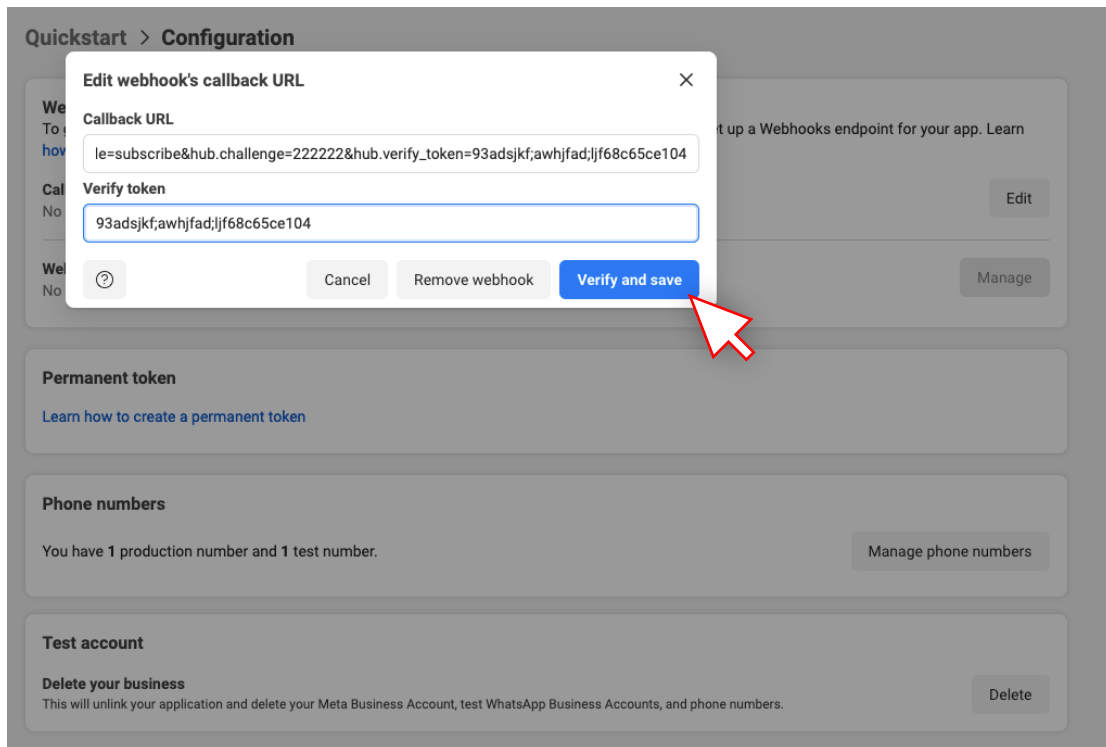 Quickstart > Configuration
Edit webhook's callback URL
Callback URL
le=subscribe&hub.challenge=222222&hub.verify_token=93adsjkf;awhjfad;ljf68c65ce104
Verify token
93adsjkf;awhjfad;ljf68c65ce104
Cancel
Remove webhook
Verify and save
We
To
t up a Webhooks endpoint for your app. Learn
how
Cal
No
Edit
We
No
Manage
Permanent token
Learn how to create a permanent token
Phone numbers
You have 1 production number and 1 test number.
Manage phone numbers
Test account
Delete your business
This will unlink your application and delete your Meta Business Account, test WhatsApp Business Accounts, and phone numbers.
Delete